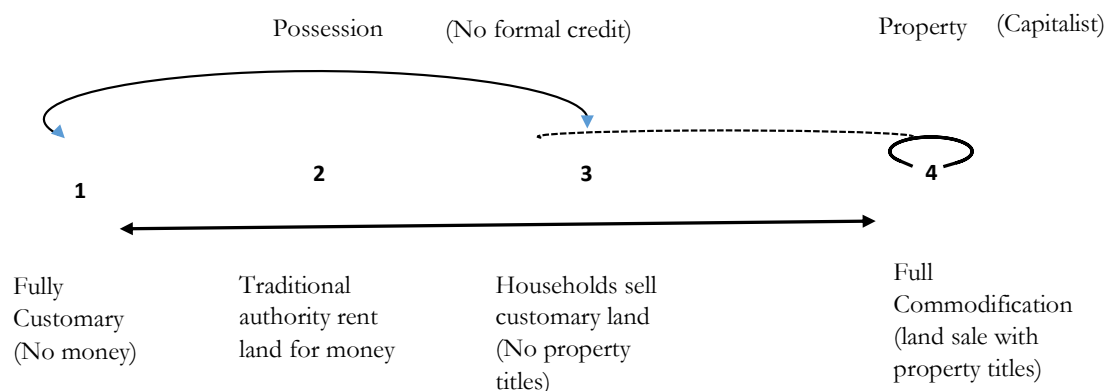 Possession (No formal credit) Property (Capitalist)
1 2 3 4
Fully
Customary
(No money)
Traditional
authority rent
land for money
Households sell
customary land
(No property
titles)
Full
Commodification
(land sale with
property titles)